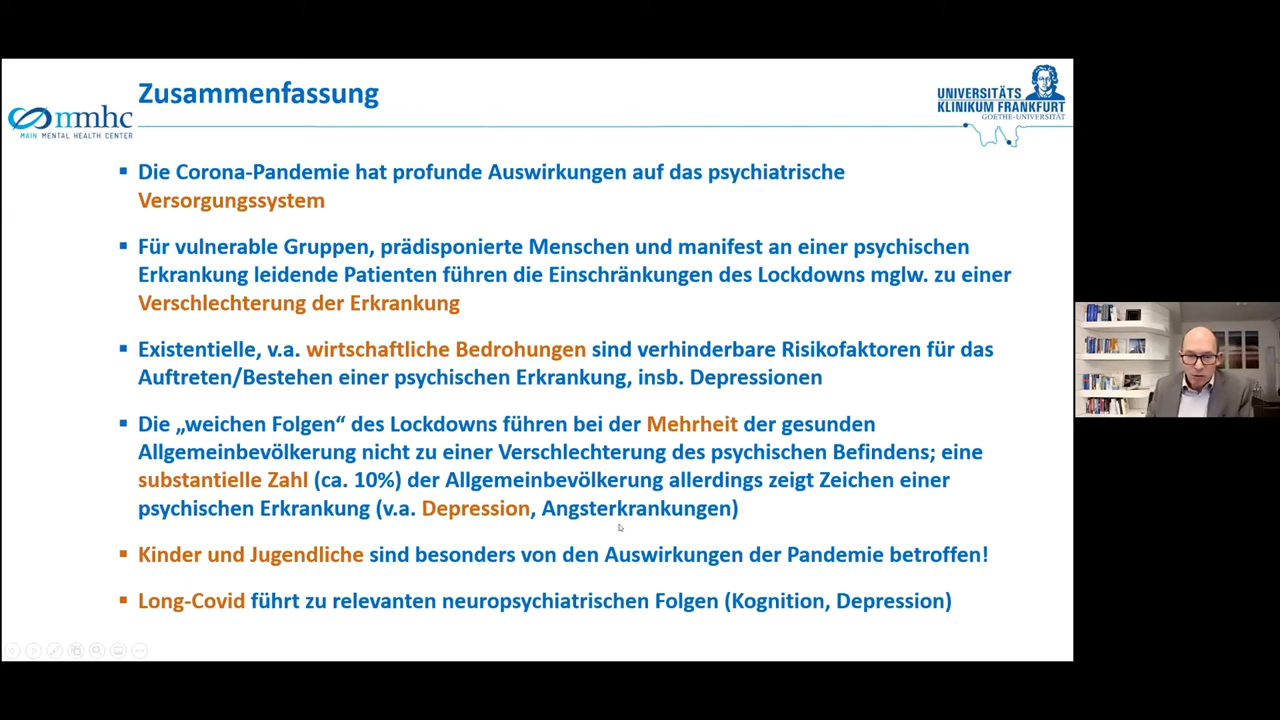 Zusammenfassung
mmhc
MAIN MENTAL HEALTH CENTER
UNIVERSITÄTS
KLINIKUM FRANKFURT
GOETHE-UNIVERSITÄT
Die Corona-Pandemie hat profunde Auswirkungen auf das psychiatrische
Versorgungssystem
Für vulnerable Gruppen, prädisponierte Menschen und manifest an einer psychischen
Erkrankung leidende Patienten führen die Einschränkungen des Lockdowns mglw. zu einer
Verschlechterung der Erkrankung
Existentielle, v.a. wirtschaftliche Bedrohungen sind verhinderbare Risikofaktoren für das
Auftreten/Bestehen einer psychischen Erkrankung, insb. Depressionen
Die „weichen Folgen“ des Lockdowns führen bei der Mehrheit der gesunden
Allgemeinbevölkerung nicht zu einer Verschlechterung des psychischen Befindens; eine
substantielle Zahl (ca. 10%) der Allgemeinbevölkerung allerdings zeigt Zeichen einer
psychischen Erkrankung (v.a. Depression, Angsterkrankungen)
Kinder und Jugendliche sind besonders von den Auswirkungen der Pandemie betroffen!
Long-Covid führt zu relevanten neuropsychiatrischen Folgen (Kognition, Depression)